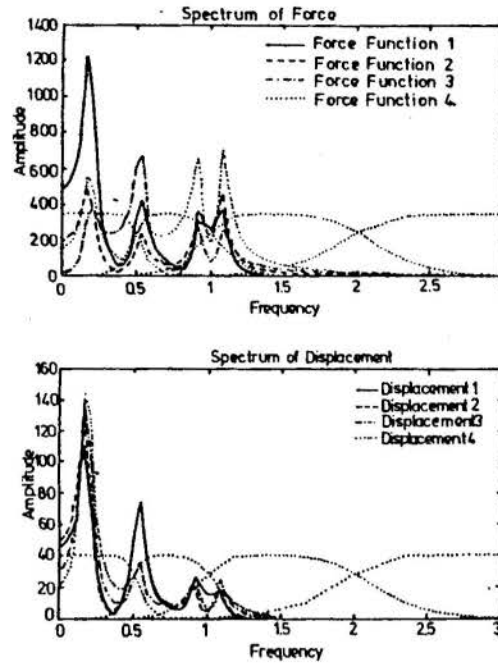 Spectrum of Force
1400
1200
1000
800
600
400
200
0
Amplitude
Force Function 1
Force Function 2
Force Function 3
Force Function 4
0 0.5 1 1.5 2 2.5
Frequency
Spectrum of Displacement
160
140
120
100
80
60
40
20
0
Amplitude
Displacement 1
Displacement 2
Displacement3
Displacement4
0 0.5 1 1.5 2 2.5 3
Frequency